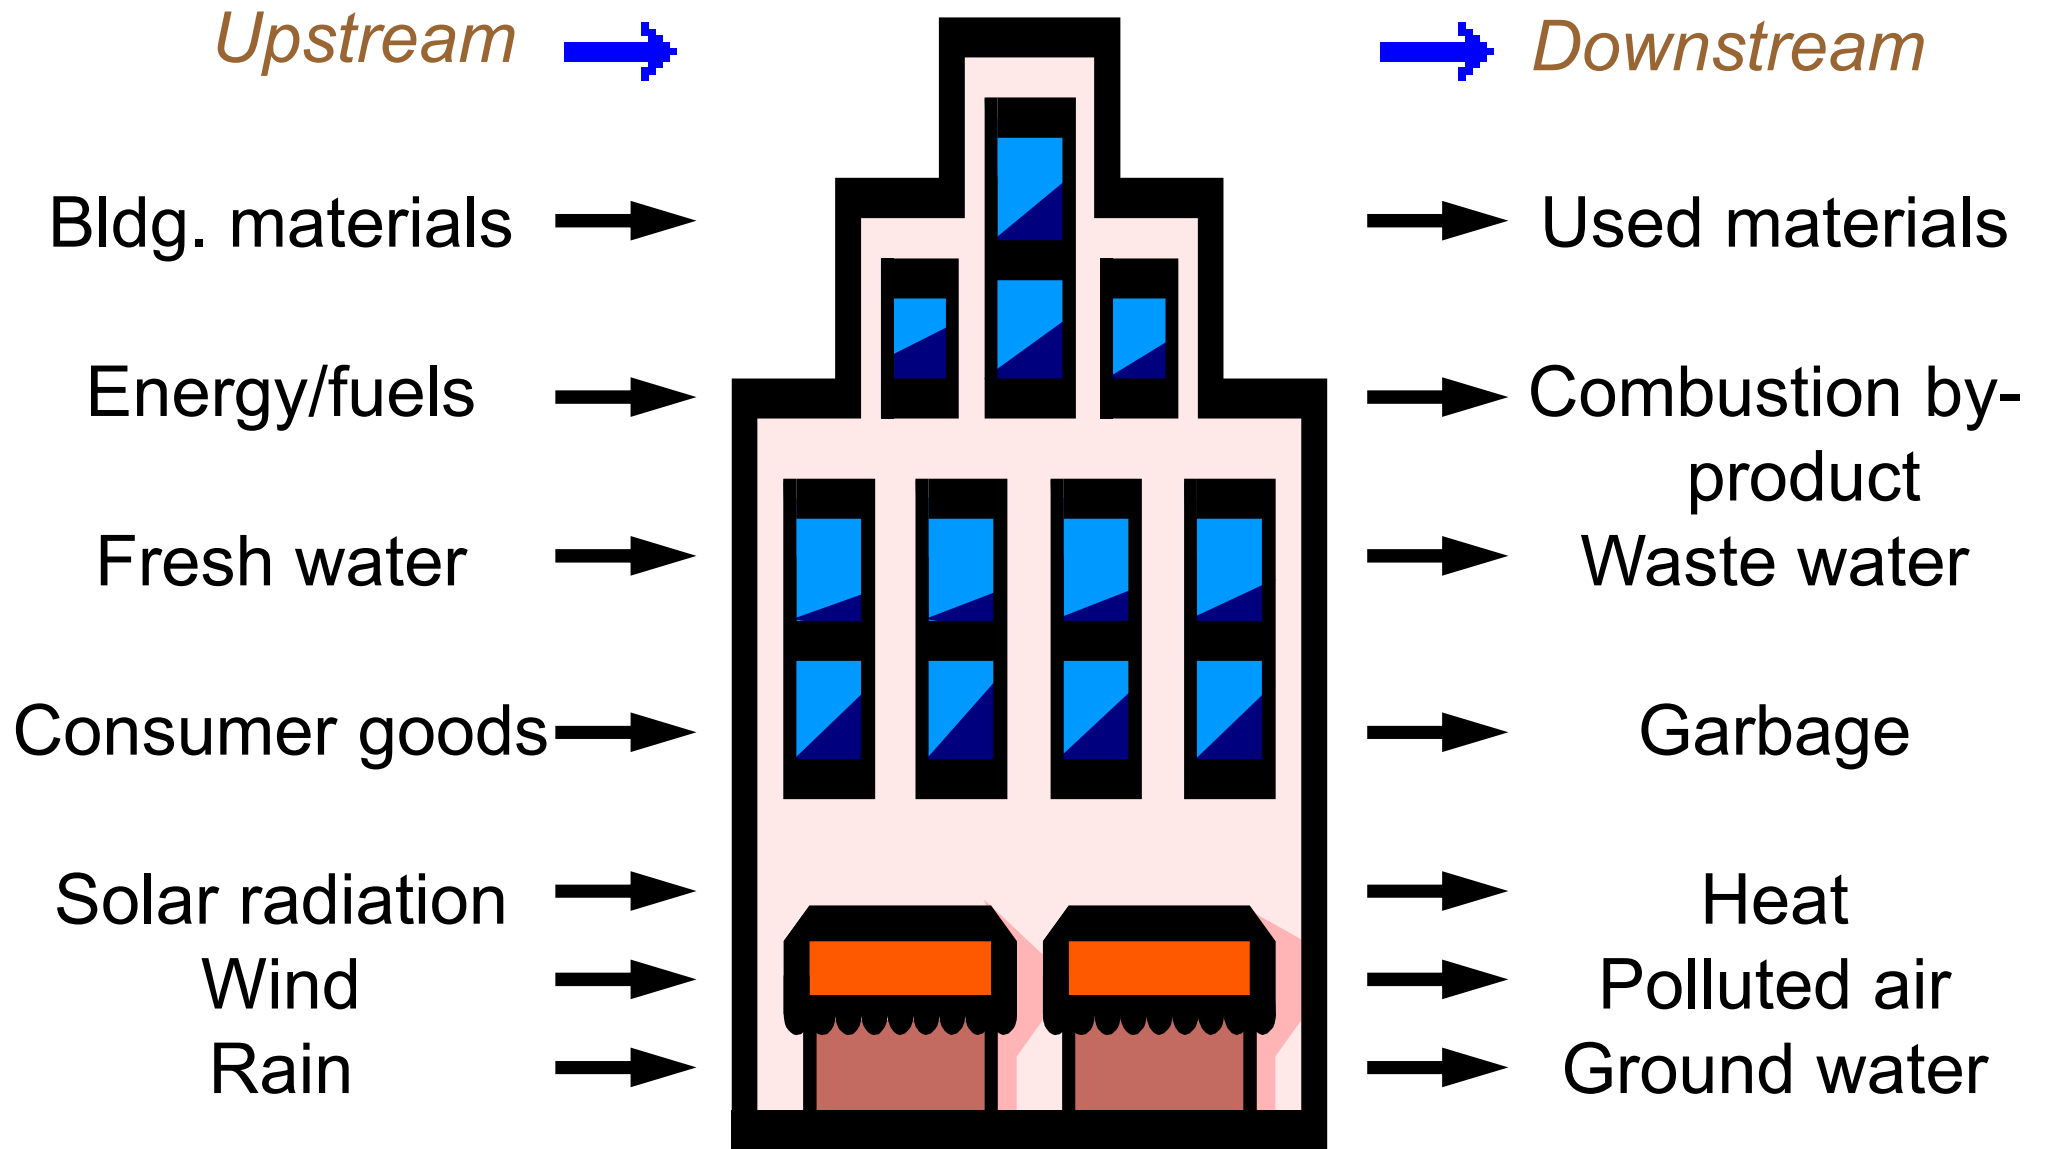 Upstream
Downstream
Bldg. materials
Used materials
Energy/fuels
Combustion by-
product
Fresh water
Waste water
Consumer goods
Garbage
Solar radiation
Heat
Wind
Polluted air
Rain
Ground water